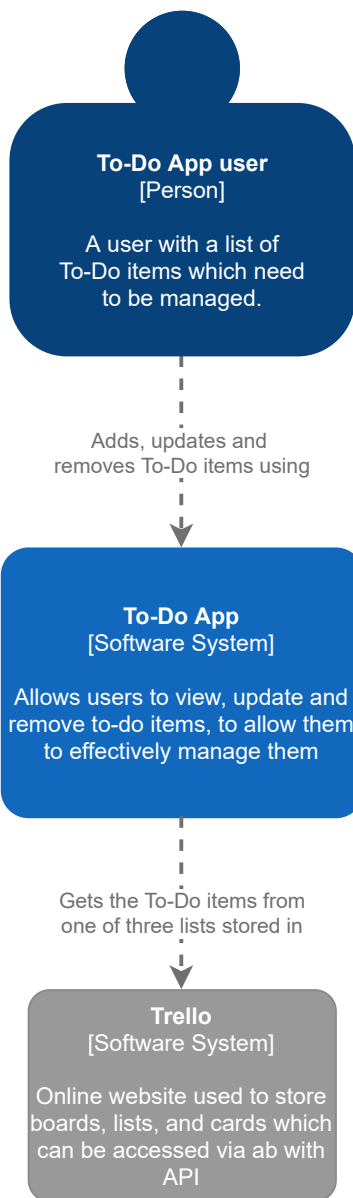 To-Do App user
[Person]
A user with a list of
To-Do items which need
to be managed.
Adds, updates and
removes To-Do items using
To-Do App
[Software System]
Allows users to view, update and
remove to-do items, to allow them
to effectively manage them
Gets the To-Do items from
one of three lists stored in
Trello
[Software System]
Online website used to store
boards, lists, and cards which
can be accessed via ab with
API